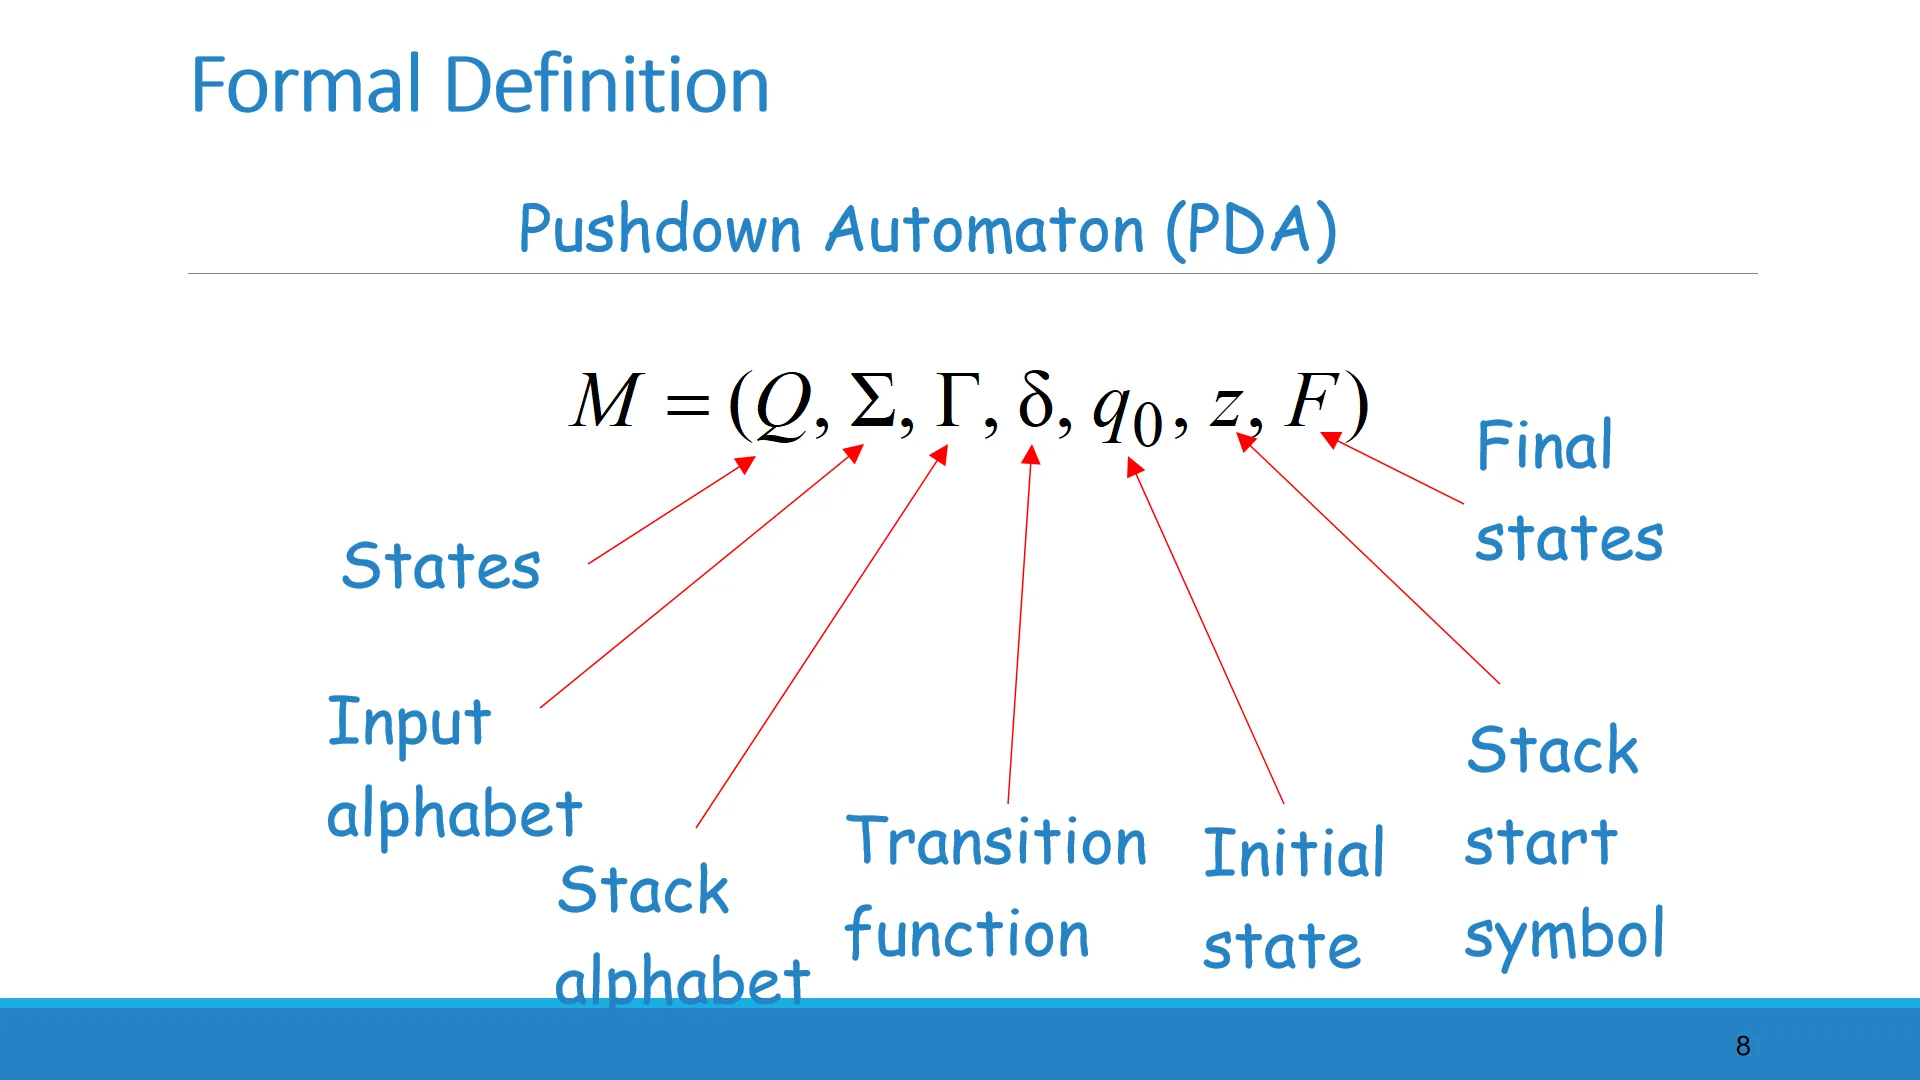 Formal Definition
Pushdown Automaton (PDA)
M = (Q, Σ, Γ, δ, q₀, z, F)
Final
states
States
Input
alphabet
Stack
alphabet
Transition
function
Initial
state
Stack
start
symbol
8